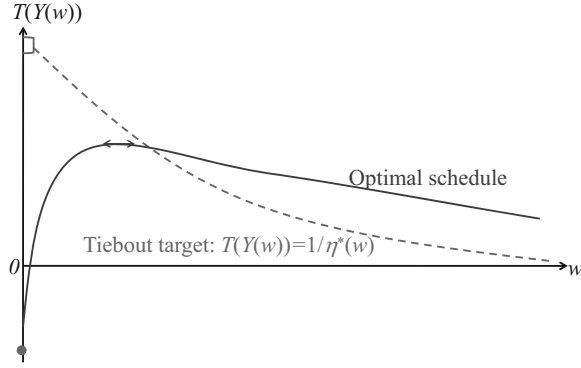 T(Y(w))
Optimal schedule
Tiebout target: T(Y(w))=1/η*(w)
0
w